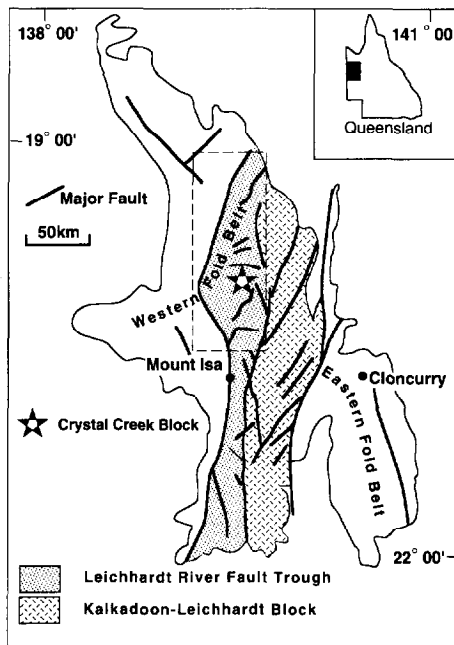 138° 00'
141° 00'
Queensland
19° 00'
Major Fault
50km
Western Fold Belt
Mount Isa
Cloncurry
Eastern Fold Belt
Crystal Creek Block
22° 00'
Leichhardt River Fault Trough
Kalkadoon-Leichhardt Block